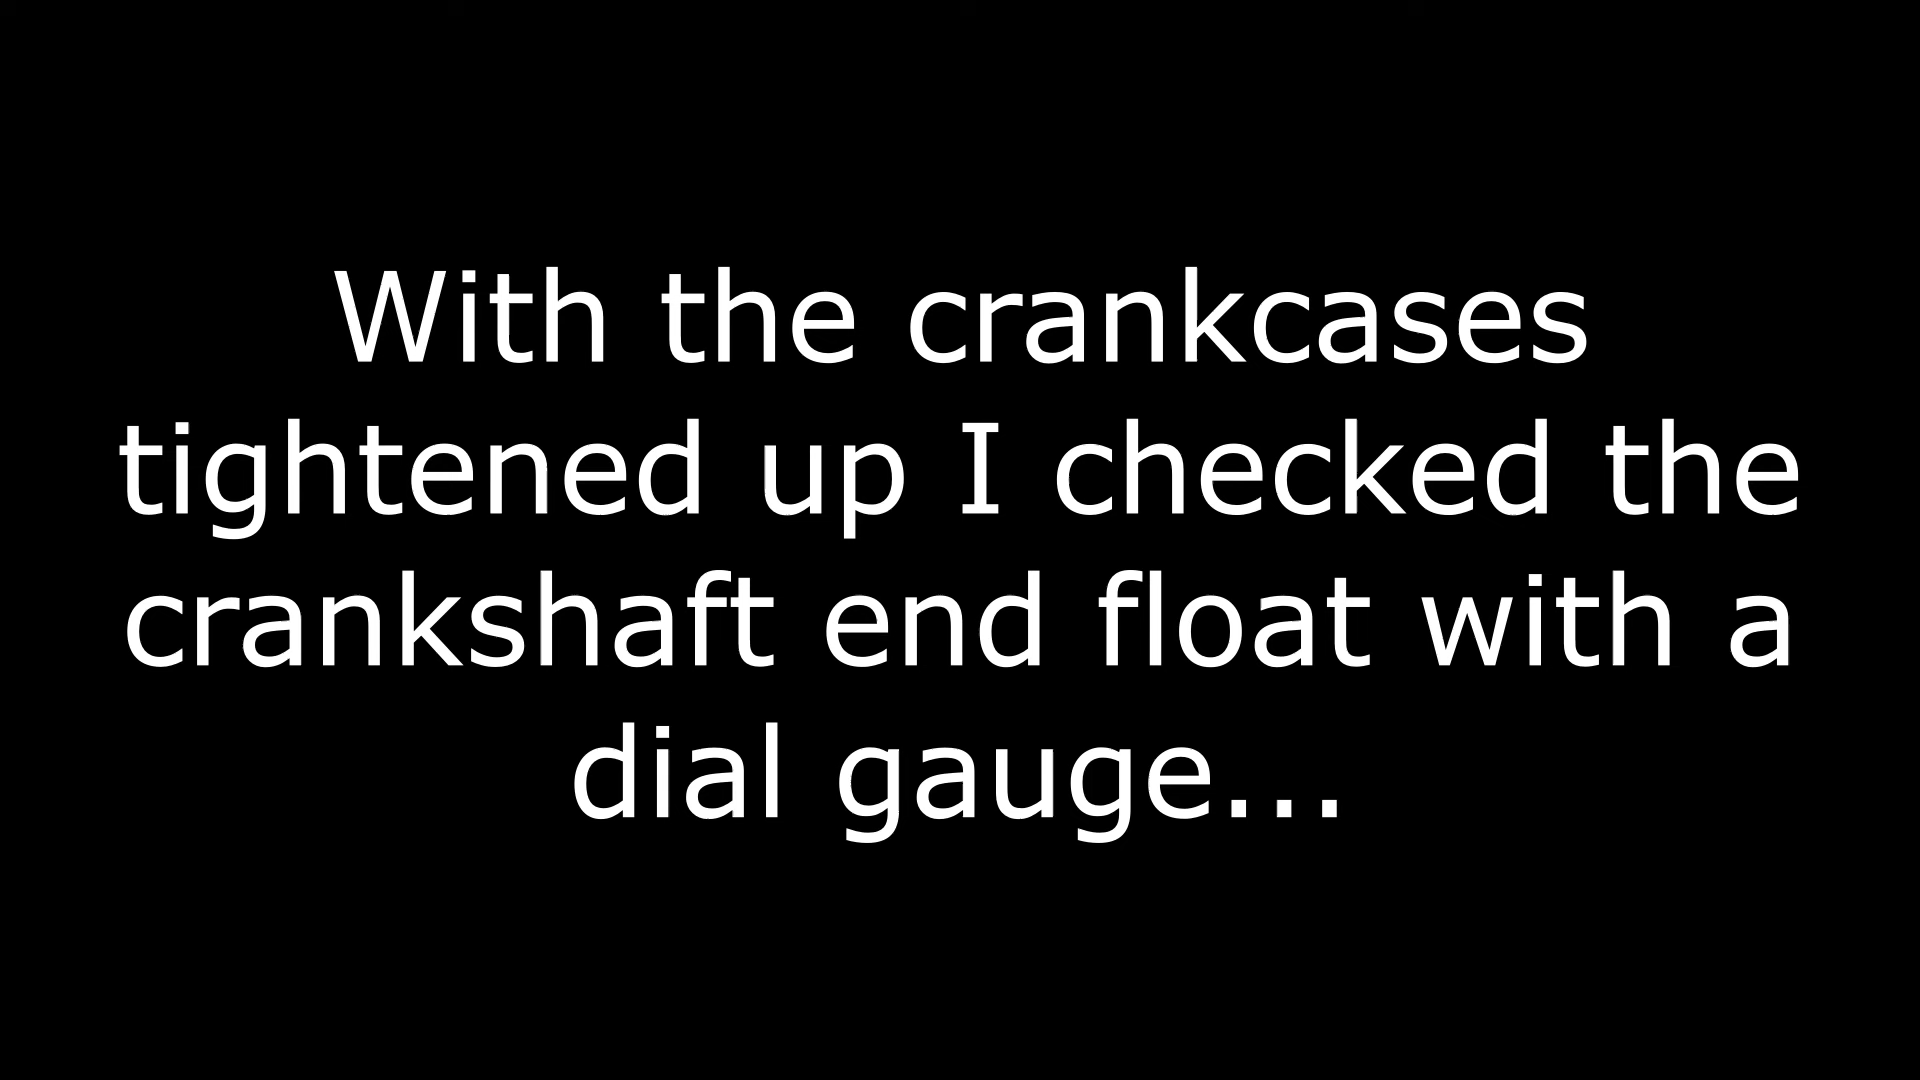 With the crankcases
tightened up I checked the
crankshaft end float with a
dial gauge...